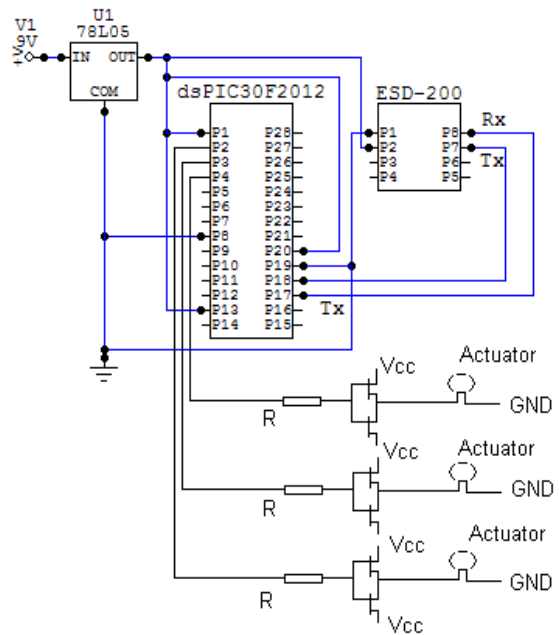 V1
9V
+V
U1
78L05
IN OUT
COM
dsPIC30F2012
P1 P28
P2 P27
P3 P26
P4 P25
P5 P24
P6 P23
P7 P22
P8 P21
P9 P20
P10 P19
P11 P18
P12 P17
P13 P16
P14 P15
Tx
ESD-200
P1 P8
P2 P7
P3 P6
P4 P5
Rx
Tx
Vcc
Actuator
R
GND
Vcc
Vcc
Actuator
R
GND
Vcc
Vcc
Actuator
R
GND
Vcc